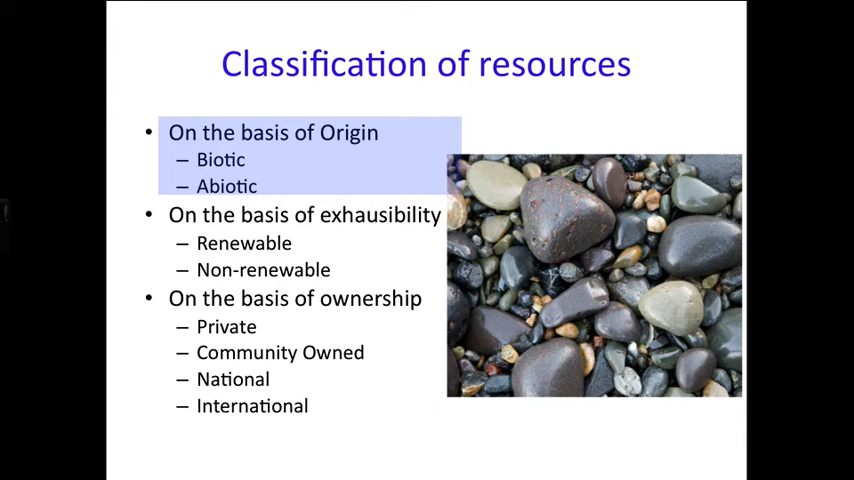 Classification of resources
• On the basis of Origin
– Biotic
– Abiotic
• On the basis of exhausibility
– Renewable
– Non-renewable
• On the basis of ownership
– Private
– Community Owned
– National
– International